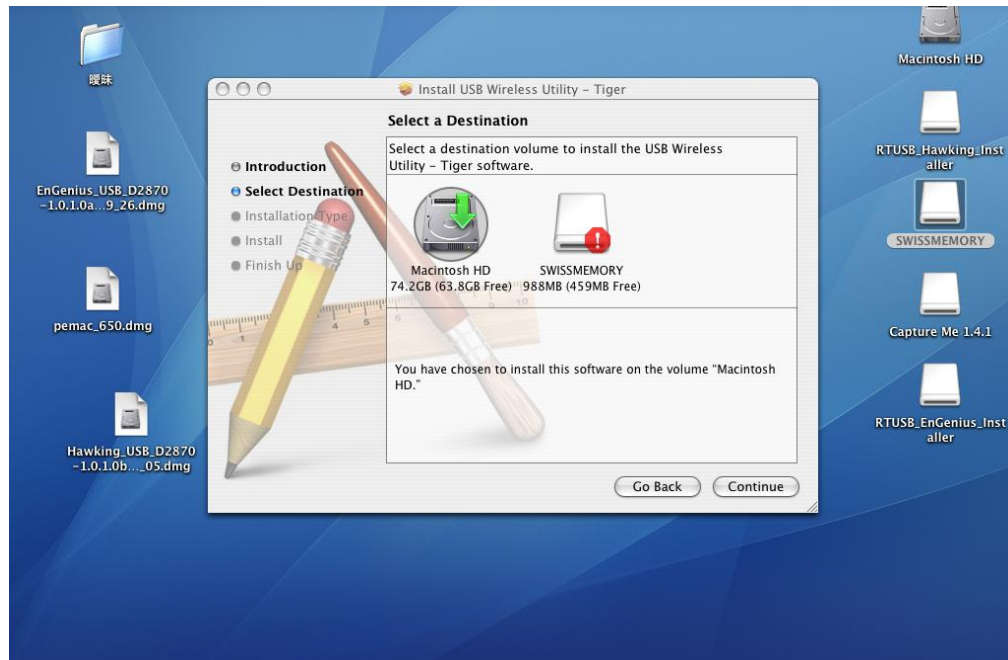 曖昧
EnGenius_USB_D2870
-1.0.1.0a...9_26.dmg
pemac_650.dmg
Hawking_USB_D2870
-1.0.1.0b..._05.dmg
Install USB Wireless Utility – Tiger
Introduction
Select Destination
Installation Type
Install
Finish Up
Select a Destination
Select a destination volume to install the USB Wireless
Utility – Tiger software.
Macintosh HD
74.2GB (63.8GB Free)
SWISSMEMORY
988MB (459MB Free)
You have chosen to install this software on the volume “Macintosh
HD.”
Go Back
Continue
Macintosh HD
RTUSB_Hawking_Inst
aller
SWISSMEMORY
Capture Me 1.4.1
RTUSB_EnGenius_Inst
aller